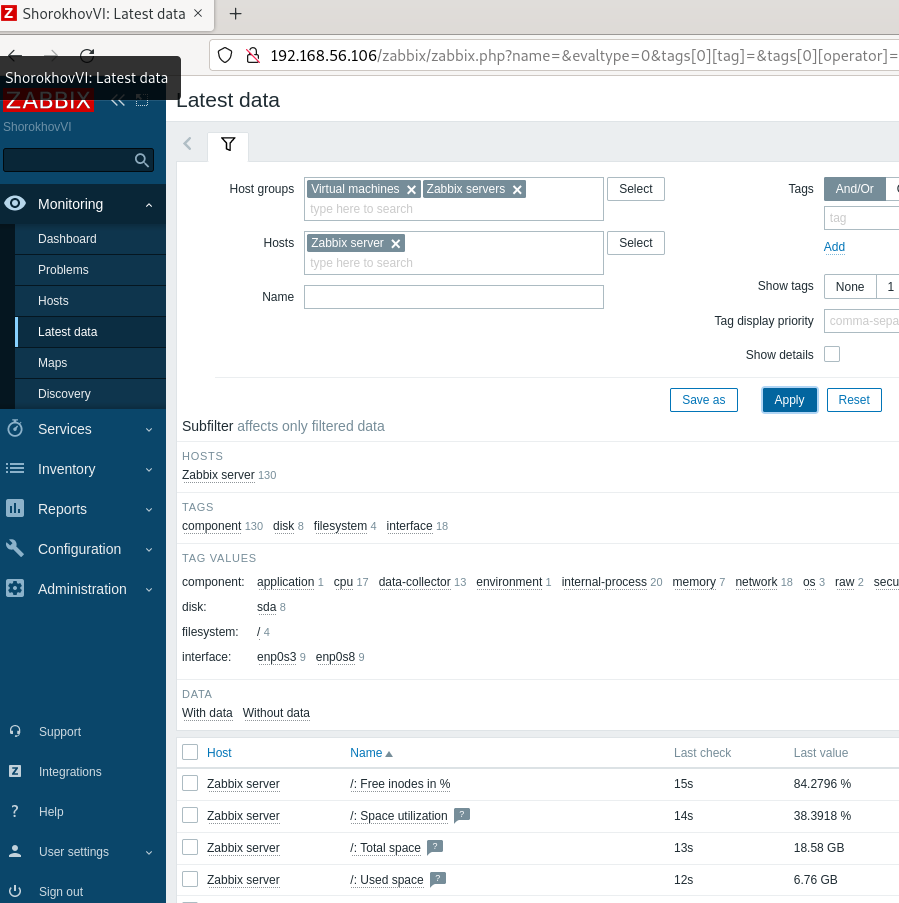 Z ShorokhovVI: Latest data × +
192.168.56.106/zabbix/zabbix.php?name=&evaltype=0&tags[0][tag]=&tags[0][operator]=
ShorokhovVI: Latest data
ZABBIX
ShorokhovVI
Monitoring
Dashboard
Problems
Hosts
Latest data
Maps
Discovery
Services
Inventory
Reports
Configuration
Administration
Support
Z Integrations
? Help
User settings
Sign out
Latest data
Host groups Virtual machines Zabbix servers Select
type here to search
Hosts Zabbix server Select
type here to search
Name
Tags And/Or
tag
Add
Show tags None 1
Tag display priority comma-sepa
Show details
Save as Apply Reset
Subfilter affects only filtered data
HOSTS
Zabbix server 130
TAGS
component 130 disk 8 filesystem 4 interface 18
TAG VALUES
component: application 1 cpu 17 data-collector 13 environment 1 internal-process 20 memory 7 network 18 os 3 raw 2 secu
disk: sda 8
filesystem: / 4
interface: enp0s3 9 enp0s8 9
DATA
With data Without data
Host Name Last check Last value
Zabbix server /: Free inodes in % 15s 84.2796 %
Zabbix server /: Space utilization ? 14s 38.3918 %
Zabbix server /: Total space ? 13s 18.58 GB
Zabbix server /: Used space ? 12s 6.76 GB